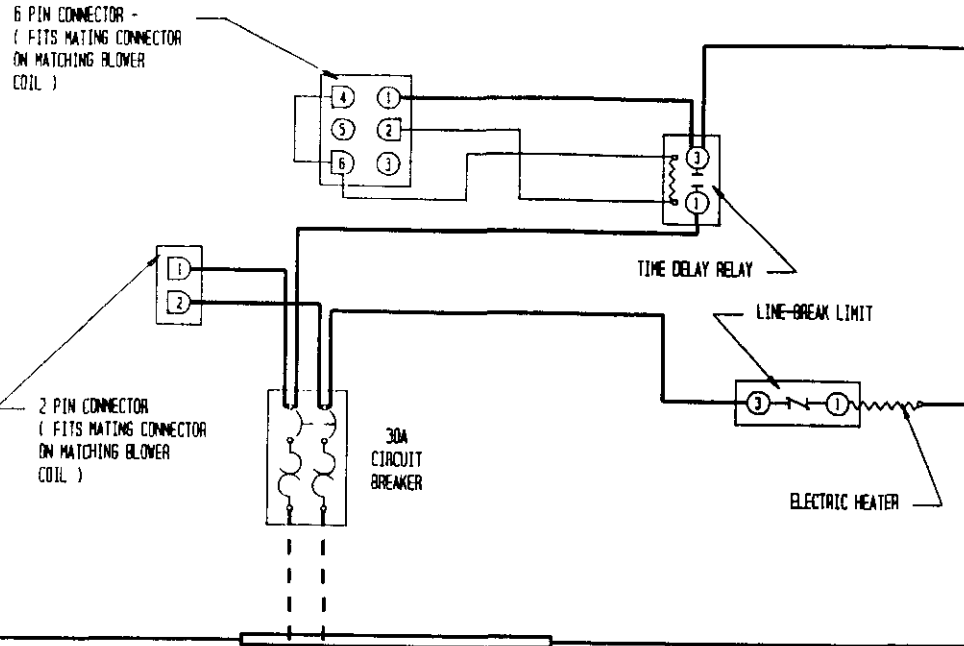 6 PIN CONNECTOR -
( FITS MATING CONNECTOR
ON MATCHING BLOWER
COIL )
4 1
5 2
6 3
3
1
TIME DELAY RELAY
1
2
LINE-BREAK LIMIT
3 1
2 PIN CONNECTOR
( FITS MATING CONNECTOR
ON MATCHING BLOWER
COIL )
30A
CIRCUIT
BREAKER
ELECTRIC HEATER